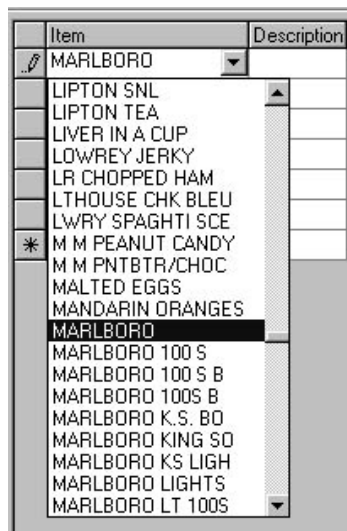 Item Description
MARLBORO
LIPTON SNL
LIPTON TEA
LIVER IN A CUP
LOWREY JERKY
LR CHOPPED HAM
LTHOUSE CHK BLEU
LWRY SPAGHTI SCE
M M PEANUT CANDY
M M PNTBTR/CHOC
MALTED EGGS
MANDARIN ORANGES
MARLBORO
MARLBORO 100 S
MARLBORO 100 S B
MARLBORO 100S B
MARLBORO K.S. BO
MARLBORO KING SO
MARLBORO KS LIGH
MARLBORO LIGHTS
MARLBORO LT 100S